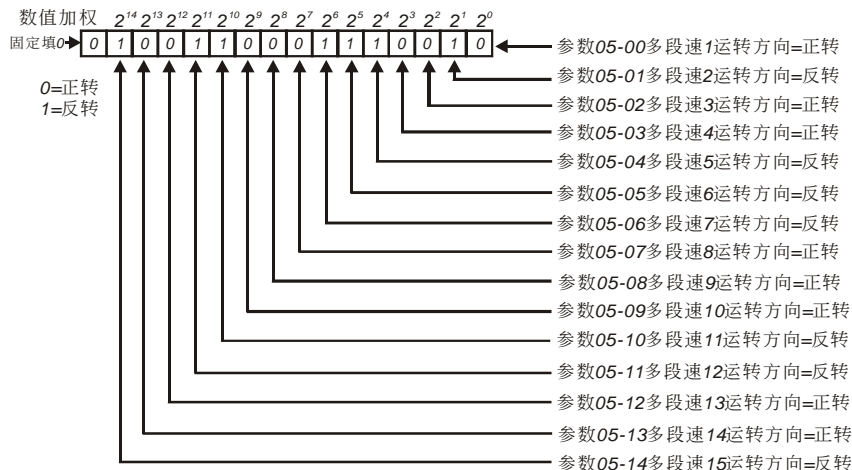 数值加权 2¹⁴ 2¹³ 2¹² 2¹¹ 2¹⁰ 2⁹ 2⁸ 2⁷ 2⁶ 2⁵ 2⁴ 2³ 2² 2¹ 2⁰
固定填0 0 1 0 0 1 1 0 0 0 1 1 1 0 0 1 0
参数05-00多段速1运转方向=正转
0=正转
1=反转
参数05-01多段速2运转方向=反转
参数05-02多段速3运转方向=正转
参数05-03多段速4运转方向=正转
参数05-04多段速5运转方向=反转
参数05-05多段速6运转方向=反转
参数05-06多段速7运转方向=反转
参数05-07多段速8运转方向=正转
参数05-08多段速9运转方向=正转
参数05-09多段速10运转方向=正转
参数05-10多段速11运转方向=反转
参数05-11多段速12运转方向=反转
参数05-12多段速13运转方向=正转
参数05-13多段速14运转方向=正转
参数05-14多段速15运转方向=反转